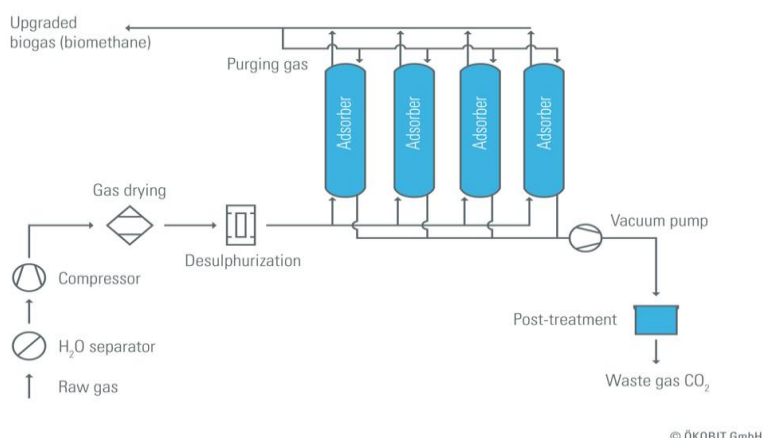 Upgraded
biogas (biomethane)
Purging gas
Adsorber
Adsorber
Adsorber
Adsorber
Gas drying
Vacuum pump
Desulphurization
Compressor
Post-treatment
H₂O separator
Waste gas CO₂
Raw gas
© ÖKOBIT GmbH